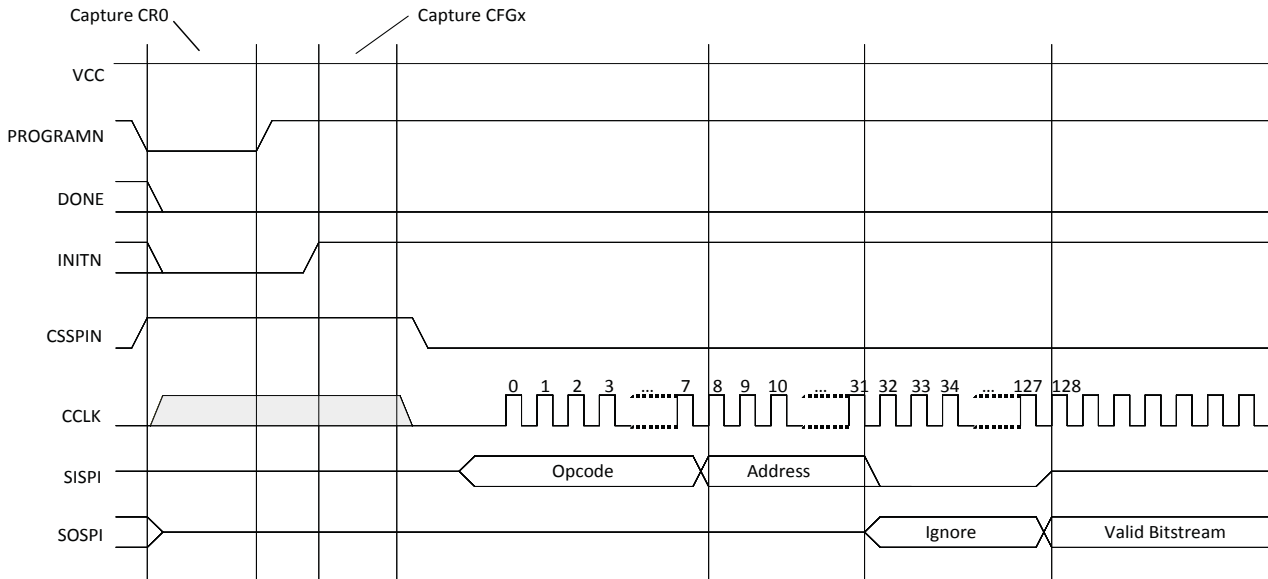 Capture CR0 Capture CFGx
VCC
PROGRAMN
DONE
INITN
CSSPIN
0 1 2 3 ... 7 8 9 10 ... 31 32 33 34 ... 127 128
CCLK
SISPI Opcode Address
SOSPI Ignore Valid Bitstream